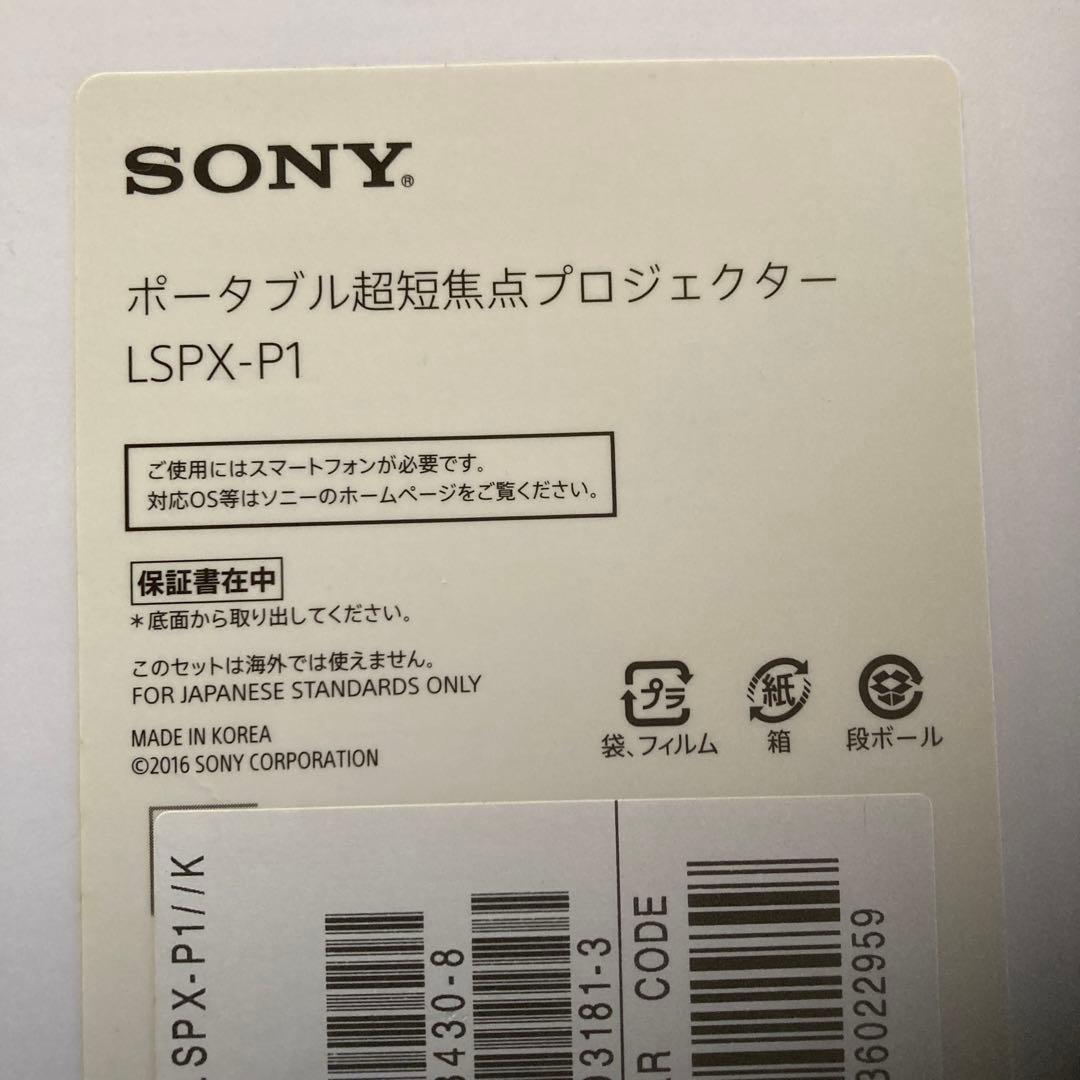 SONY®
ポータブル超短焦点プロジェクター
LSPX-P1
ご使用にはスマートフォンが必要です。
対応OS等はソニーのホームページをご覧ください。
保証書在中
*底面から取り出してください。
このセットは海外では使えません。
FOR JAPANESE STANDARDS ONLY
MADE IN KOREA
©2016 SONY CORPORATION
プラ
袋、フィルム
紙
箱
段ボール
LSPX-P1//K
3430-8
93181-3
CODE
36022959